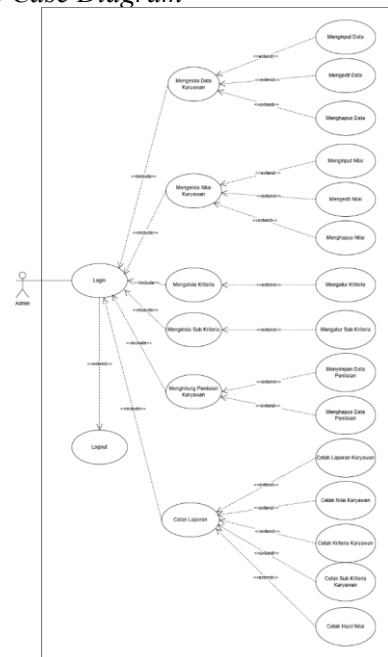 Case Diagram
Menginput Data
<<extend>>
Mengelola Data
Karyawan
<<extend>>
Mengedit Data
<<extend>>
Menghapus Data
<<include>>
Menginput Nilai
<<extend>>
Mengelola Nilai
Karyawan
<<extend>>
Mengedit Nilai
<<extend>>
Menghapus Nilai
<<include>>
Admin
Login
<<include>>
Mengelola Kriteria
<<extend>>
Mengatur Kriteria
<<include>>
Mengelola Sub Kriteria
<<extend>>
Mengatur Sub Kriteria
<<include>>
Menghitung Penilaian
Karyawan
<<extend>>
Menyimpan Data
Penilaian
<<extend>>
Menghapus Data
Penilaian
<<extend>>
Logout
<<include>>
Cetak Laporan
<<extend>>
Cetak Laporan Karyawan
<<extend>>
Cetak Nilai Karyawan
<<extend>>
Cetak Kriteria Karyawan
<<extend>>
Cetak Sub Kriteria
Karyawan
<<extend>>
Cetak Hasil Nilai